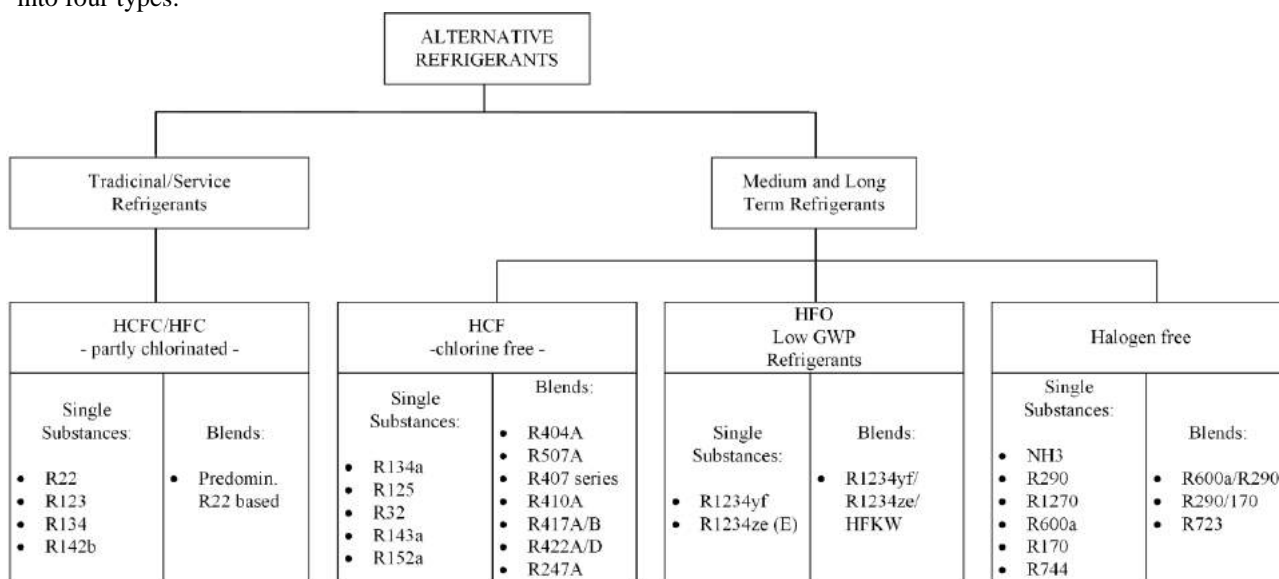 into four types:
ALTERNATIVE
REFRIGERANTS
Tradicinal/Service
Refrigerants
Medium and Long
Term Refrigerants
HCFC/HFC
- partly chlorinated -
Single
Substances:
• R22
• R123
• R134
• R142b
Blends:
• Predomin.
R22 based
HCF
-chlorine free -
Single
Substances:
• R134a
• R125
• R32
• R143a
• R152a
Blends:
• R404A
• R507A
• R407 series
• R410A
• R417A/B
• R422A/D
• R247A
HFO
Low GWP
Refrigerants
Single
Substances:
• R1234yf
• R1234ze (E)
Blends:
• R1234yf/
R1234ze/
HFKW
Halogen free
Single
Substances:
• NH3
• R290
• R1270
• R600a
• R170
• R744
Blends:
• R600a/R290
• R290/170
• R723